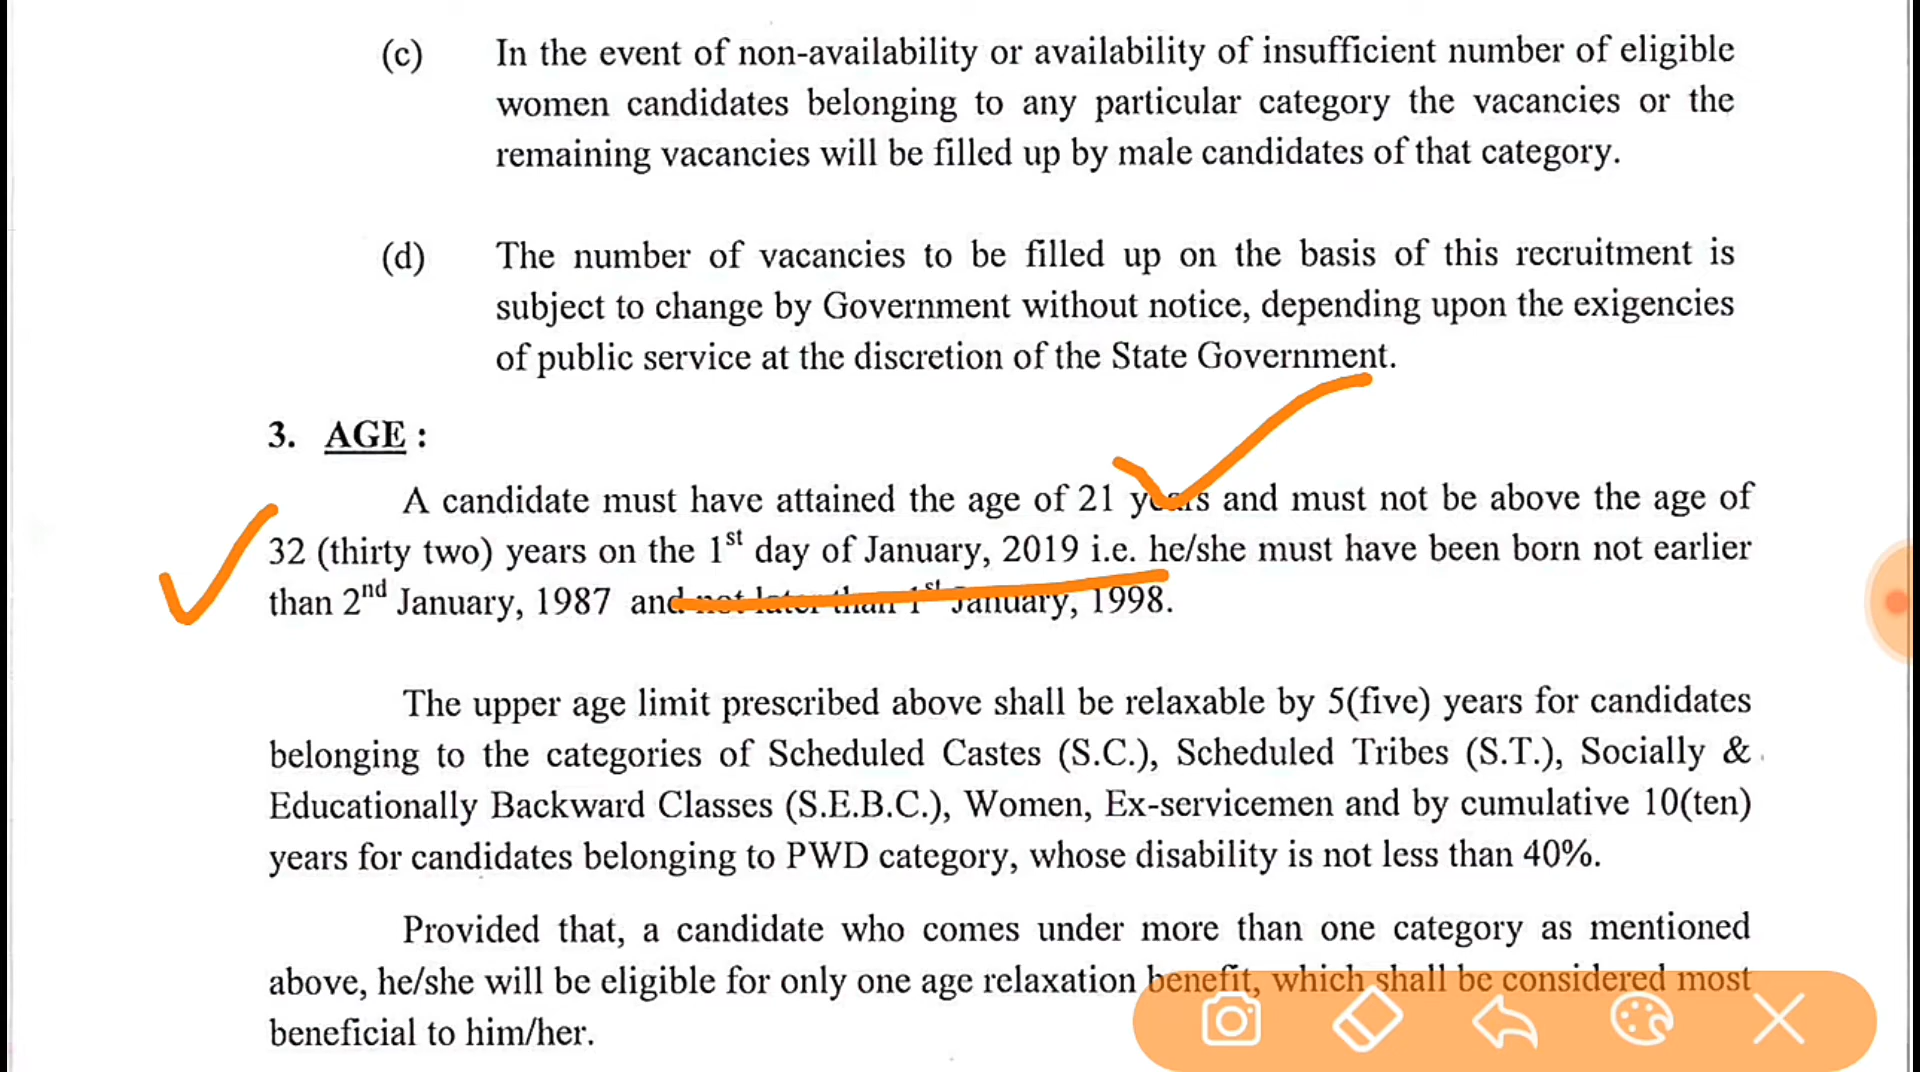 (c) In the event of non-availability or availability of insufficient number of eligible
women candidates belonging to any particular category the vacancies or the
remaining vacancies will be filled up by male candidates of that category.
(d) The number of vacancies to be filled up on the basis of this recruitment is
subject to change by Government without notice, depending upon the exigencies
of public service at the discretion of the State Government.
3. AGE :
A candidate must have attained the age of 21 years and must not be above the age of
32 (thirty two) years on the 1st day of January, 2019 i.e. he/she must have been born not earlier
than 2nd January, 1987 and not later than 1st January, 1998.
The upper age limit prescribed above shall be relaxable by 5(five) years for candidates
belonging to the categories of Scheduled Castes (S.C.), Scheduled Tribes (S.T.), Socially &
Educationally Backward Classes (S.E.B.C.), Women, Ex-servicemen and by cumulative 10(ten)
years for candidates belonging to PWD category, whose disability is not less than 40%.
Provided that, a candidate who comes under more than one category as mentioned
above, he/she will be eligible for only one age relaxation benefit, which shall be considered most
beneficial to him/her.